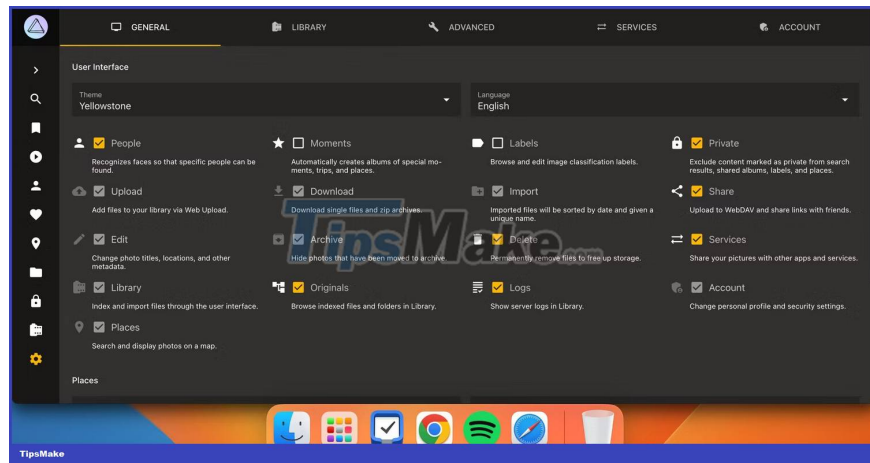 GENERAL
LIBRARY
ADVANCED
SERVICES
ACCOUNT
User Interface
Theme
Yellowstone
Language
English
People
Recognizes faces so that specific people can be
found.
Moments
Automatically creates albums of special mo-
ments, trips, and places.
Labels
Browse and edit image classification labels.
Private
Exclude content marked as private from search
results, shared albums, labels, and places.
Upload
Add files to your library via Web Upload.
Download
Download single files and zip archives.
Import
Imported files will be sorted by date and given a
unique name.
Share
Upload to WebDAV and share links with friends.
Edit
Change photo titles, locations, and other
metadata.
Archive
Hide photos that have been moved to archive.
Delete
Permanently remove files to free up storage.
Services
Share your pictures with other apps and services.
Library
Index and import files through the user interface.
Originals
Browse indexed files and folders in Library.
Logs
Show server logs in Library.
Account
Change personal profile and security settings.
Places
Search and display photos on a map.
Places
TipsMake.com
TipsMake